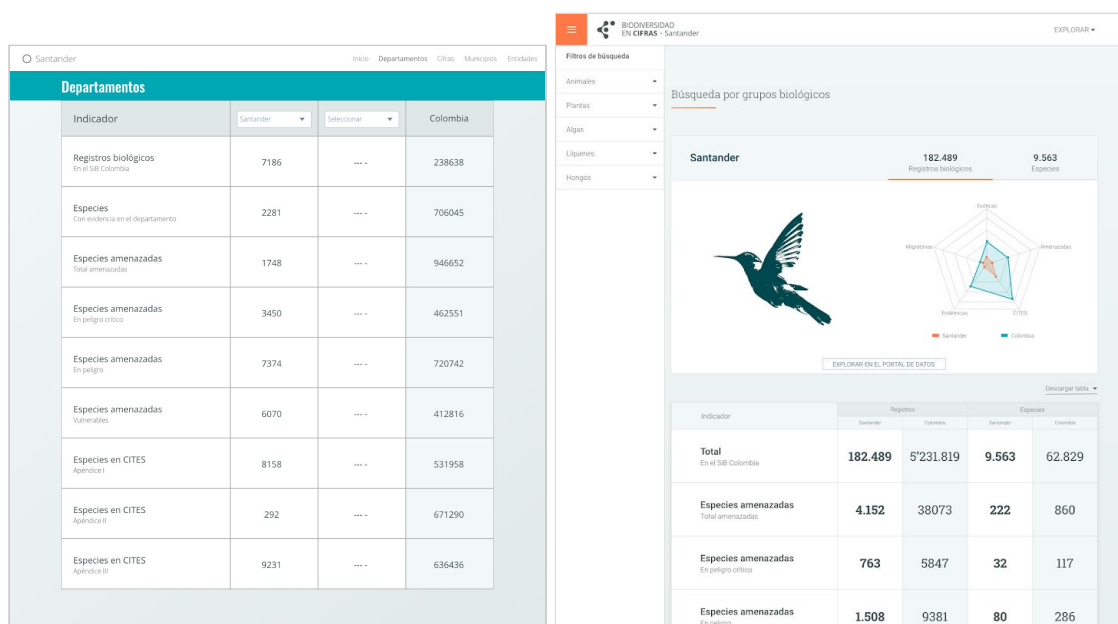 Santander
Inicio Departamentos Cifras Municipios Entidades
Departamentos
Indicador Santander Seleccionar Colombia
Registros biológicos
En el SiB Colombia
7186 --- - 238638
Especies
Con evidencia en el departamento
2281 --- - 706045
Especies amenazadas
Total amenazadas
1748 --- - 946652
Especies amenazadas
En peligro crítico
3450 --- - 462551
Especies amenazadas
En peligro
7374 --- - 720742
Especies amenazadas
Vulnerables
6070 --- - 412816
Especies en CITES
Apéndice I
8158 --- - 531958
Especies en CITES
Apéndice II
292 --- - 671290
Especies en CITES
Apéndice III
9231 --- - 636436
BIODIVERSIDAD
EN CIFRAS - Santander
EXPLORAR
Filtros de búsqueda
Animales
Plantas
Algas
Líquenes
Hongos
Búsqueda por grupos biológicos
Santander
182.489
Registros biológicos
9.563
Especies
Exóticas
Migratorias
Amenazadas
Endémicas
CITES
Santander Colombia
EXPLORAR EN EL PORTAL DE DATOS
Descargar tabla
Indicador
Registros Especies
Santander Colombia Santander Colombia
Total
En el SiB Colombia
182.489 5'231.819 9.563 62.829
Especies amenazadas
Total amenazadas
4.152 38073 222 860
Especies amenazadas
En peligro crítico
763 5847 32 117
Especies amenazadas
En peligro
1.508 9381 80 286